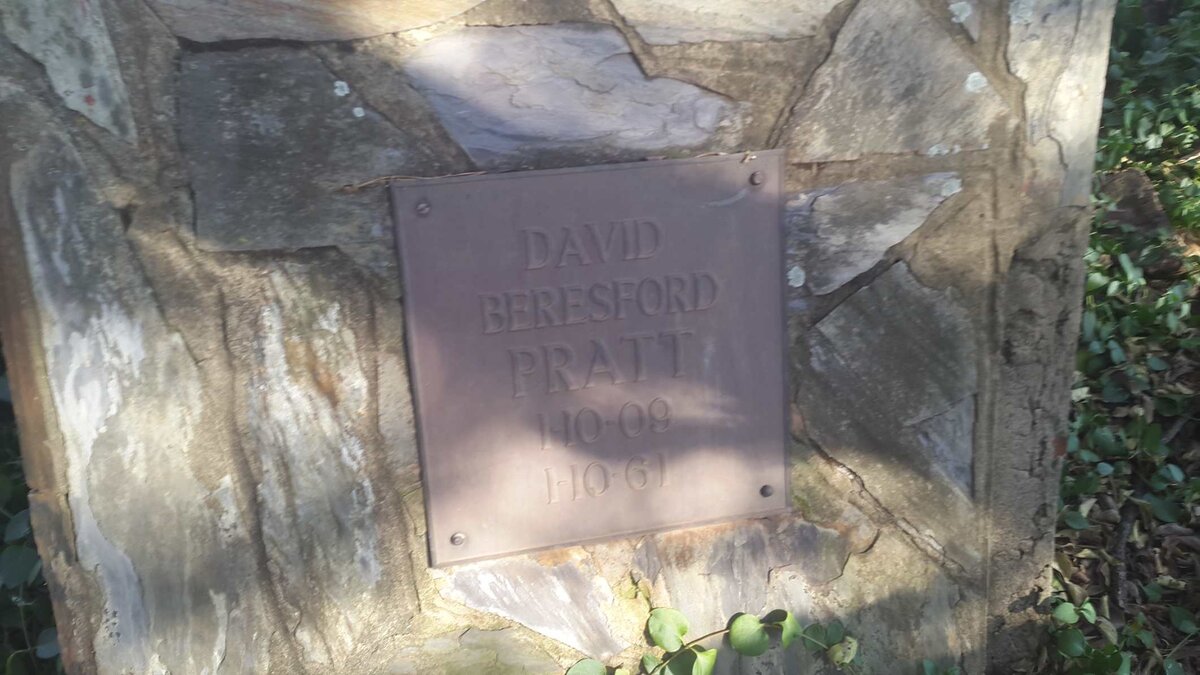 DAVID
BERESFORD
PRATT
1·10·09
1·10·61